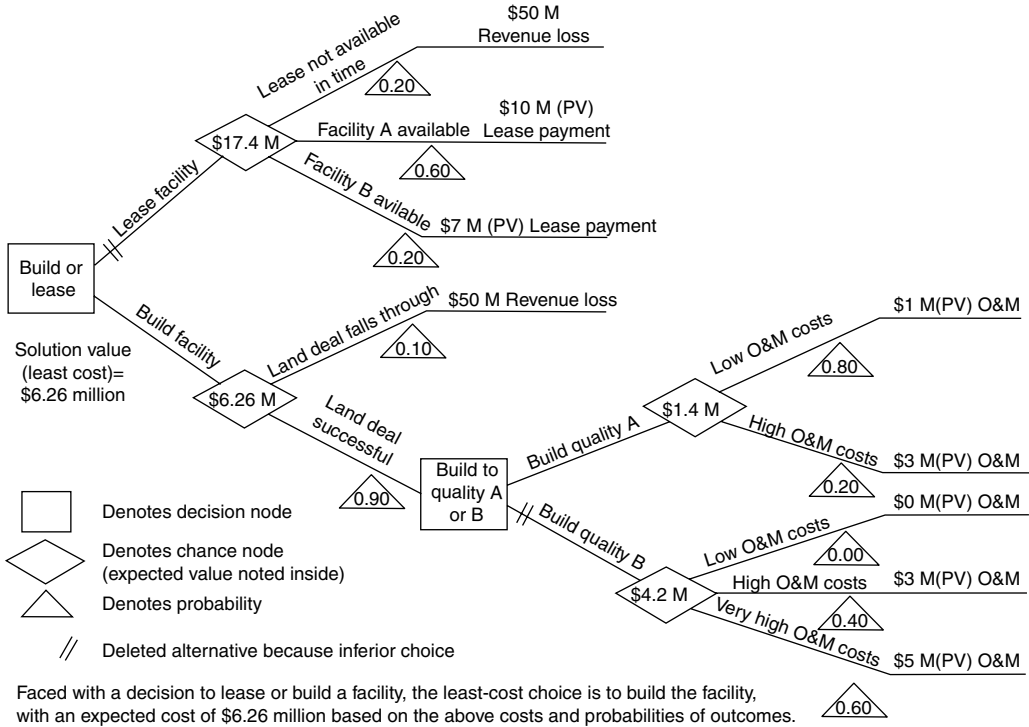 $50 M
Revenue loss
Lease not available
in time
0.20
$10 M (PV)
Lease payment
Facility A available
0.60
$17.4 M
Facility B avilable
$7 M (PV) Lease payment
0.20
Lease facility
Build or
lease
Build facility
Solution value
(least cost)=
$6.26 million
$6.26 M
Land deal falls through
$50 M Revenue loss
0.10
Land deal
successful
0.90
Build to
quality A
or B
Build quality A
$1.4 M
Low O&M costs
$1 M(PV) O&M
0.80
High O&M costs
$3 M(PV) O&M
0.20
Build quality B
$4.2 M
Low O&M costs
$0 M(PV) O&M
0.00
High O&M costs
$3 M(PV) O&M
0.40
Very high O&M costs
$5 M(PV) O&M
0.60
Denotes decision node
Denotes chance node
(expected value noted inside)
Denotes probability
Deleted alternative because inferior choice
Faced with a decision to lease or build a facility, the least-cost choice is to build the facility,
with an expected cost of $6.26 million based on the above costs and probabilities of outcomes.